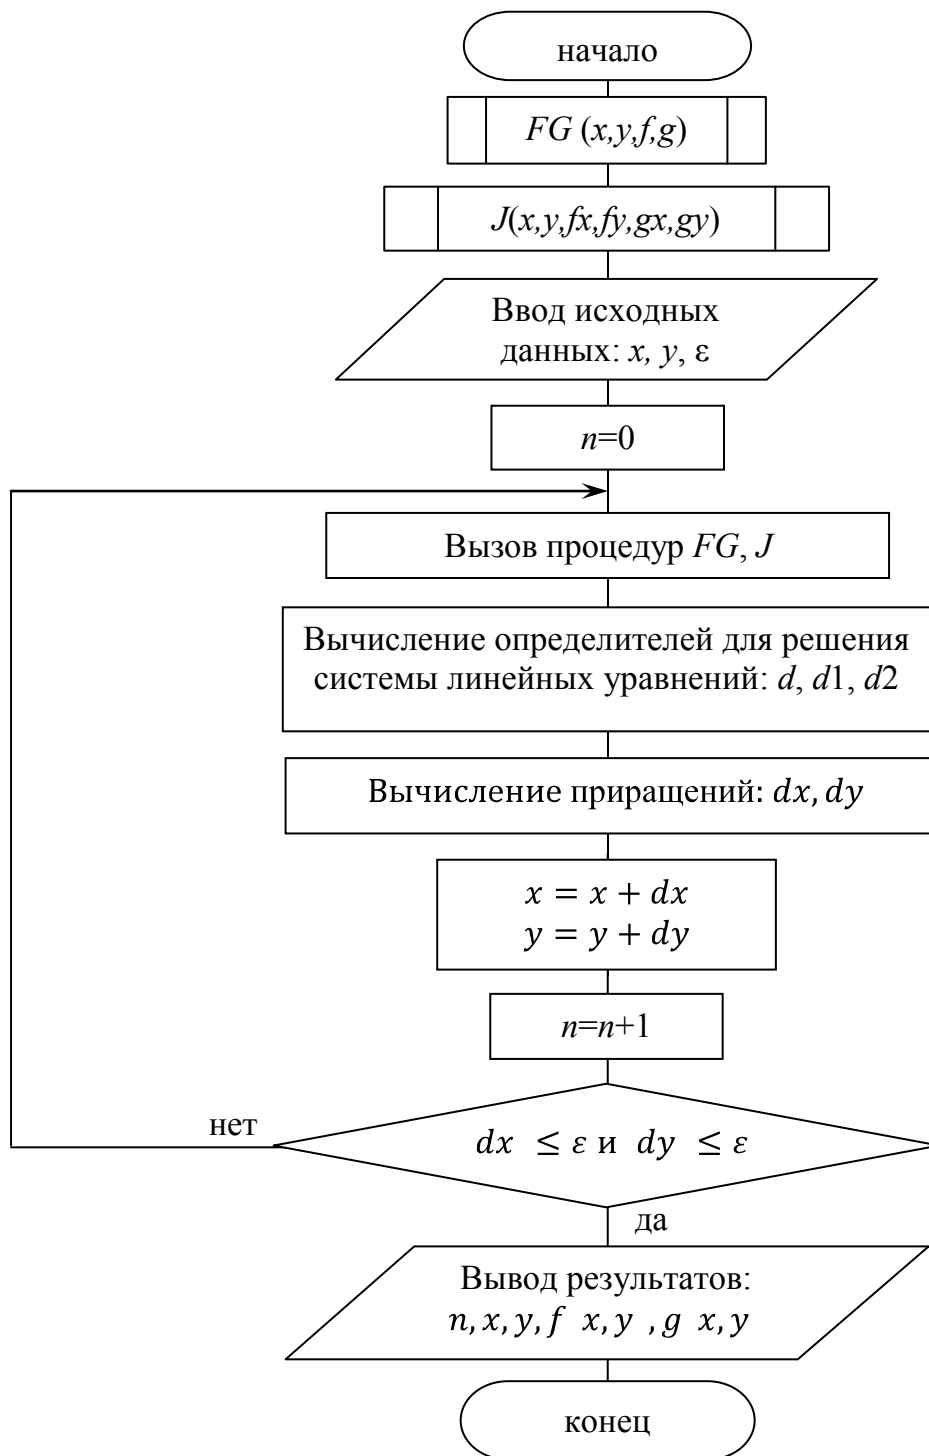 начало
FG (x,y,f,g)
J(x,y,fx,fy,gx,gy)
Ввод исходных
данных: x, y, ε
n=0
Вызов процедур FG, J
Вычисление определителей для решения
системы линейных уравнений: d, d1, d2
Вычисление приращений: dx, dy
x = x + dx
y = y + dy
n=n+1
нет
dx ≤ ε и dy ≤ ε
да
Вывод результатов:
n, x, y, f x, y , g x, y
конец